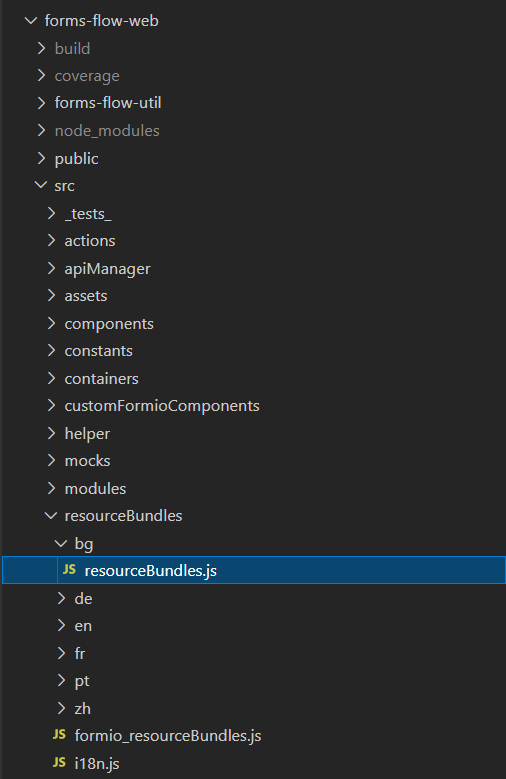 forms-flow-web
build
coverage
forms-flow-util
node_modules
public
src
_tests_
actions
apiManager
assets
components
constants
containers
customFormioComponents
helper
mocks
modules
resourceBundles
bg
JS resourceBundles.js
de
en
fr
pt
zh
JS formio_resourceBundles.js
JS i18n.js